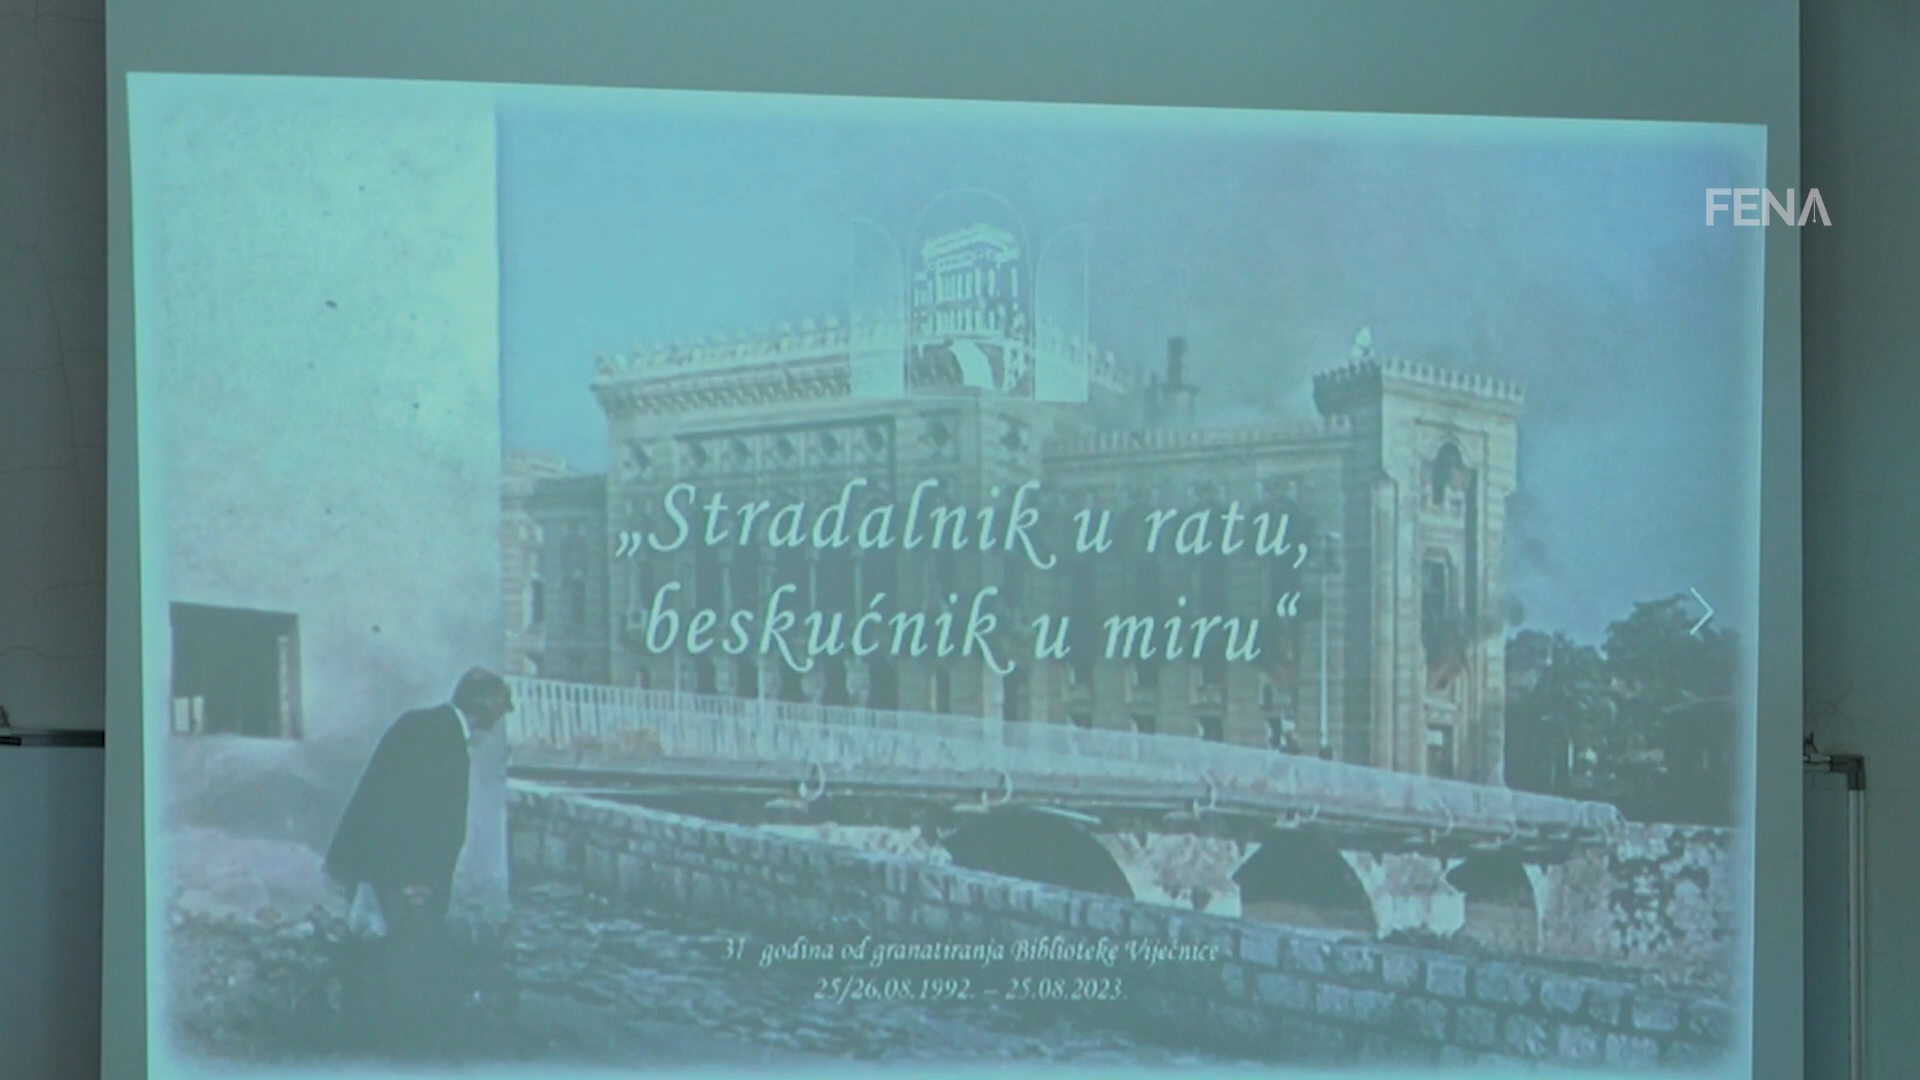 FENA
„Stradalnik u ratu,
beskućnik u miru“
31 godina od granatiranja Biblioteke Vijećnice
25/26.08.1992. – 25.08.2023.